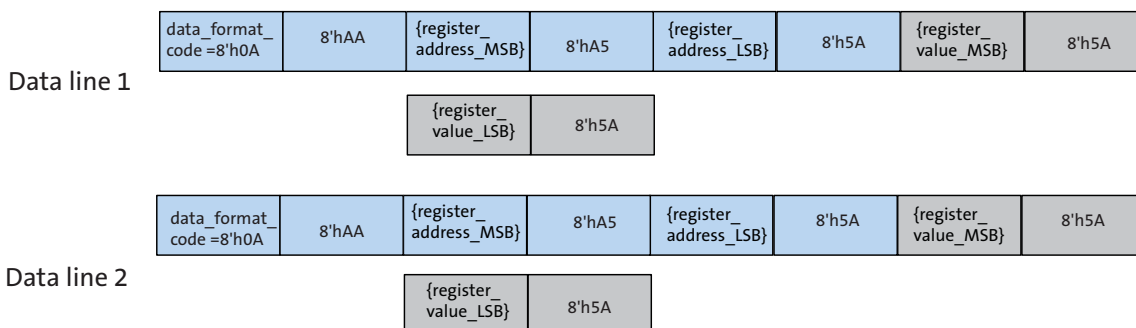 data_format_
code =8'h0A
8'hAA
{register_
address_MSB}
8'hA5
{register_
address_LSB}
8'h5A
{register_
value_MSB}
8'h5A
Data line 1
{register_
value_LSB}
8'h5A
data_format_
code =8'h0A
8'hAA
{register_
address_MSB}
8'hA5
{register_
address_LSB}
8'h5A
{register_
value_MSB}
8'h5A
Data line 2
{register_
value_LSB}
8'h5A